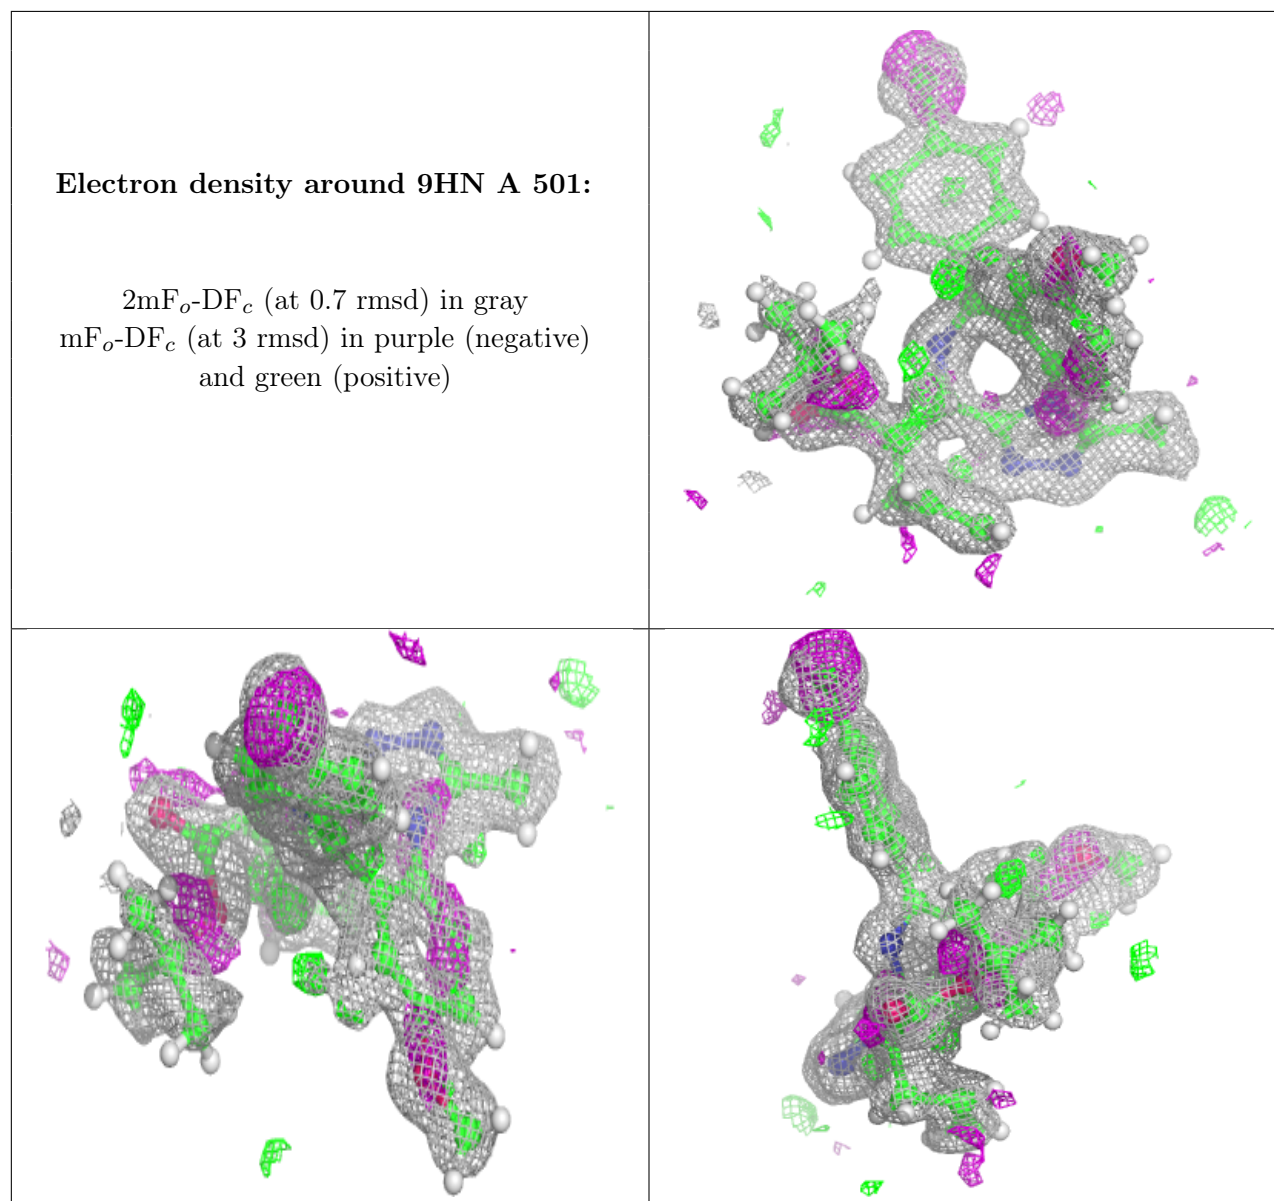 Electron density around 9HN A 501:
2mFo-DFc (at 0.7 rmsd) in gray
mFo-DFc (at 3 rmsd) in purple (negative)
and green (positive)